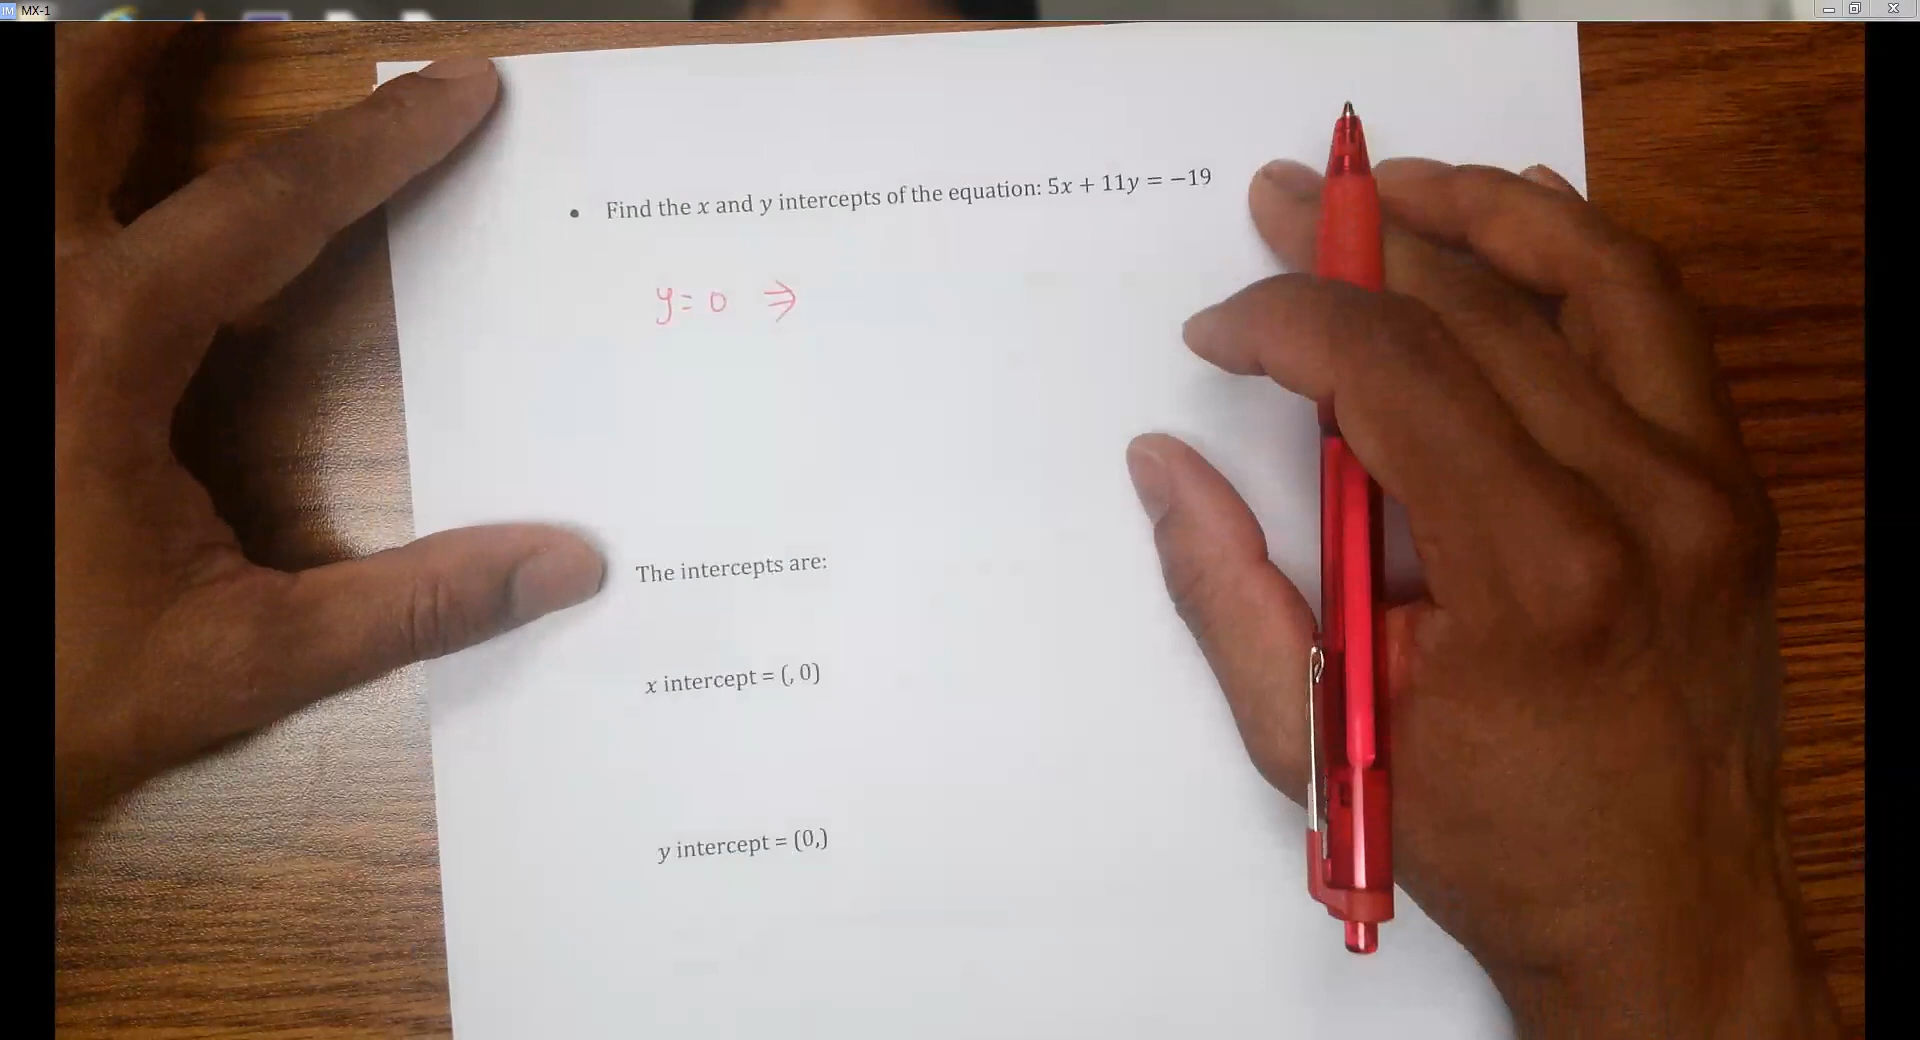 MX-1
• Find the x and y intercepts of the equation: 5x + 11y = −19
y = 0 ⇒
The intercepts are:
x intercept = (, 0)
y intercept = (0,)